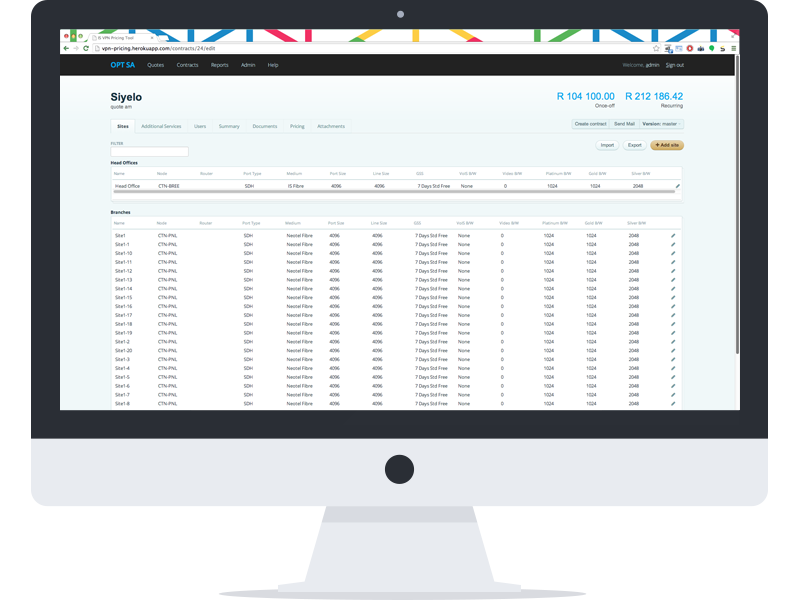 VPN Pricing Tool
vpn-pricing.herokuapp.com/contracts/24/edit
OPT SA Quotes Contracts Reports Admin Help Welcome, admin Sign out
Siyelo R 104 100.00 R 212 186.42
quote am Once-off Recurring
Sites Additional Services Users Summary Documents Pricing Attachments Create contract Send Mail Version: master
FILTER Import Export + Add site
Head Offices
Name Node Router Port Type Medium Port Size Line Size QOS VoIS B/W Video B/W Platinum B/W Gold B/W Silver B/W
Head Office CTN-BREE SDH IS Fibre 4096 4096 7 Days Std Free None 0 1024 1024 2048
Branches
Name Node Router Port Type Medium Port Size Line Size QOS VoIS B/W Video B/W Platinum B/W Gold B/W Silver B/W
Site1 CTN-PNL SDH Neotel Fibre 4096 4096 7 Days Std Free None 0 1024 1024 2048
Site1-1 CTN-PNL SDH Neotel Fibre 4096 4096 7 Days Std Free None 0 1024 1024 2048
Site1-10 CTN-PNL SDH Neotel Fibre 4096 4096 7 Days Std Free None 0 1024 1024 2048
Site1-11 CTN-PNL SDH Neotel Fibre 4096 4096 7 Days Std Free None 0 1024 1024 2048
Site1-12 CTN-PNL SDH Neotel Fibre 4096 4096 7 Days Std Free None 0 1024 1024 2048
Site1-13 CTN-PNL SDH Neotel Fibre 4096 4096 7 Days Std Free None 0 1024 1024 2048
Site1-14 CTN-PNL SDH Neotel Fibre 4096 4096 7 Days Std Free None 0 1024 1024 2048
Site1-15 CTN-PNL SDH Neotel Fibre 4096 4096 7 Days Std Free None 0 1024 1024 2048
Site1-16 CTN-PNL SDH Neotel Fibre 4096 4096 7 Days Std Free None 0 1024 1024 2048
Site1-17 CTN-PNL SDH Neotel Fibre 4096 4096 7 Days Std Free None 0 1024 1024 2048
Site1-18 CTN-PNL SDH Neotel Fibre 4096 4096 7 Days Std Free None 0 1024 1024 2048
Site1-19 CTN-PNL SDH Neotel Fibre 4096 4096 7 Days Std Free None 0 1024 1024 2048
Site1-2 CTN-PNL SDH Neotel Fibre 4096 4096 7 Days Std Free None 0 1024 1024 2048
Site1-20 CTN-PNL SDH Neotel Fibre 4096 4096 7 Days Std Free None 0 1024 1024 2048
Site1-3 CTN-PNL SDH Neotel Fibre 4096 4096 7 Days Std Free None 0 1024 1024 2048
Site1-4 CTN-PNL SDH Neotel Fibre 4096 4096 7 Days Std Free None 0 1024 1024 2048
Site1-5 CTN-PNL SDH Neotel Fibre 4096 4096 7 Days Std Free None 0 1024 1024 2048
Site1-6 CTN-PNL SDH Neotel Fibre 4096 4096 7 Days Std Free None 0 1024 1024 2048
Site1-7 CTN-PNL SDH Neotel Fibre 4096 4096 7 Days Std Free None 0 1024 1024 2048
Site1-8 CTN-PNL SDH Neotel Fibre 4096 4096 7 Days Std Free None 0 1024 1024 2048